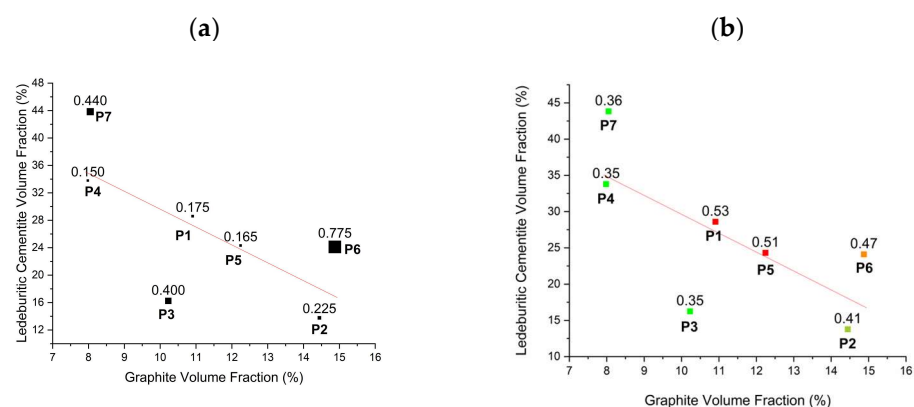 (a)
(b)
Ledeburitic Cementite Volume Fraction (%)
48
44
40
36
32
28
24
20
16
12
0.440
P7
0.150
P4
0.175
P1
0.165
P5
0.775
P6
0.400
P3
0.225
P2
7 8 9 10 11 12 13 14 15 16
Graphite Volume Fraction (%)
Ledeburitic Cementite Volume Fraction (%)
45
40
35
30
25
20
15
10
0.36
P7
0.35
P4
0.53
P1
0.51
P5
0.47
P6
0.35
P3
0.41
P2
7 8 9 10 11 12 13 14 15 16
Graphite Volume Fraction (%)